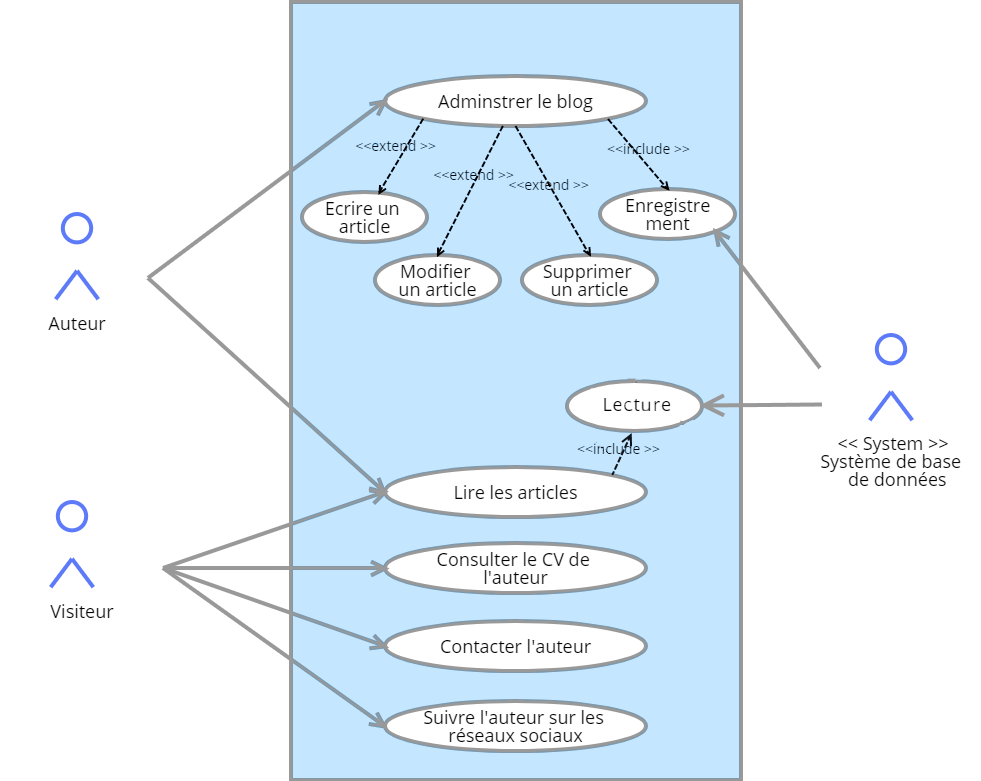 Adminstrer le blog
<<extend >>
<<include >>
<<extend >>
<<extend >>
Ecrire un
article
Enregistre
ment
Modifier
un article
Supprimer
un article
Auteur
Lecture
<<include >>
<< System >>
Système de base
de données
Lire les articles
Consulter le CV de
l'auteur
Visiteur
Contacter l'auteur
Suivre l'auteur sur les
réseaux sociaux